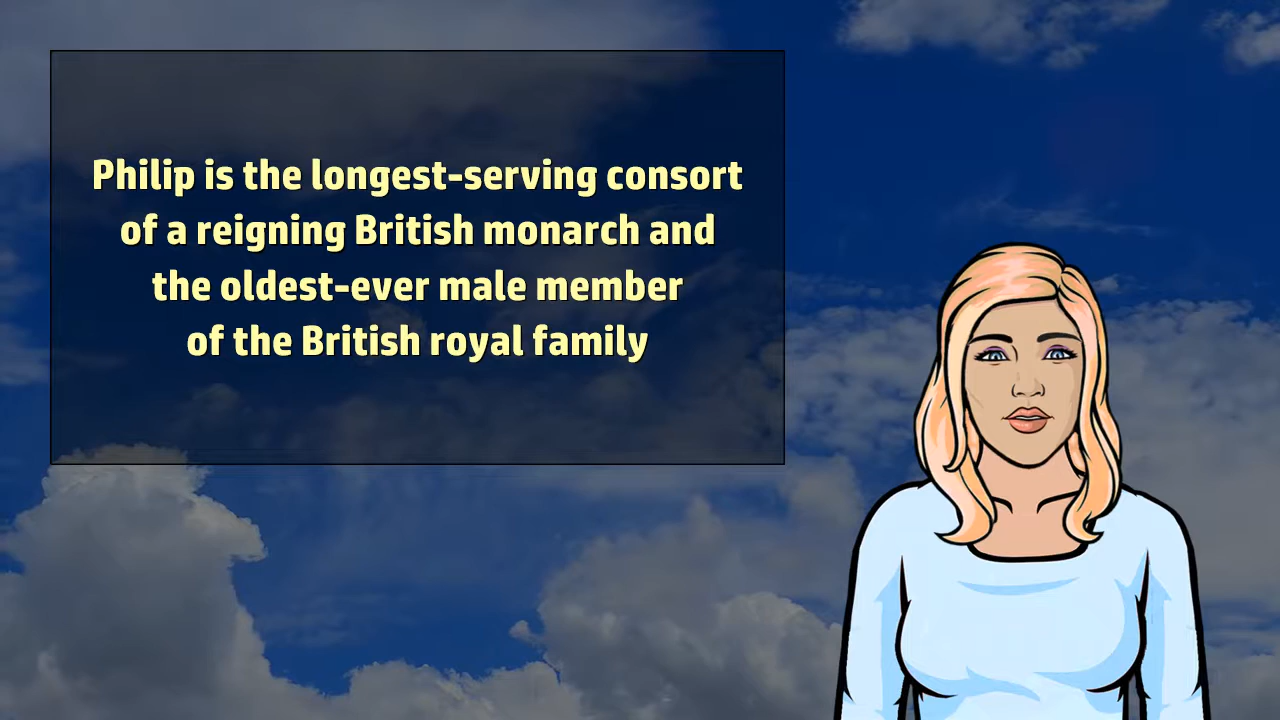 Philip is the longest-serving consort
of a reigning British monarch and
the oldest-ever male member
of the British royal family